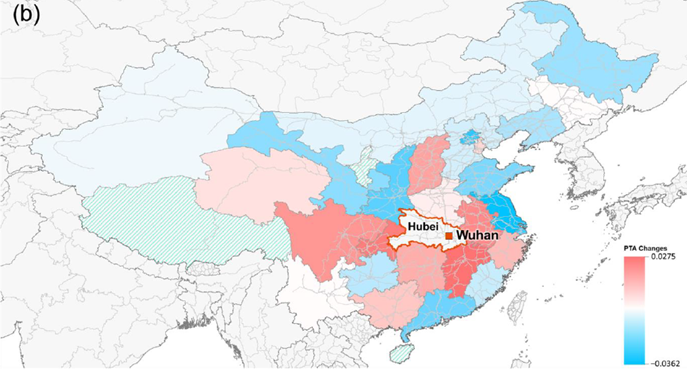 (b)
Hubei
Wuhan
PTA Changes
0.0275
-0.0362